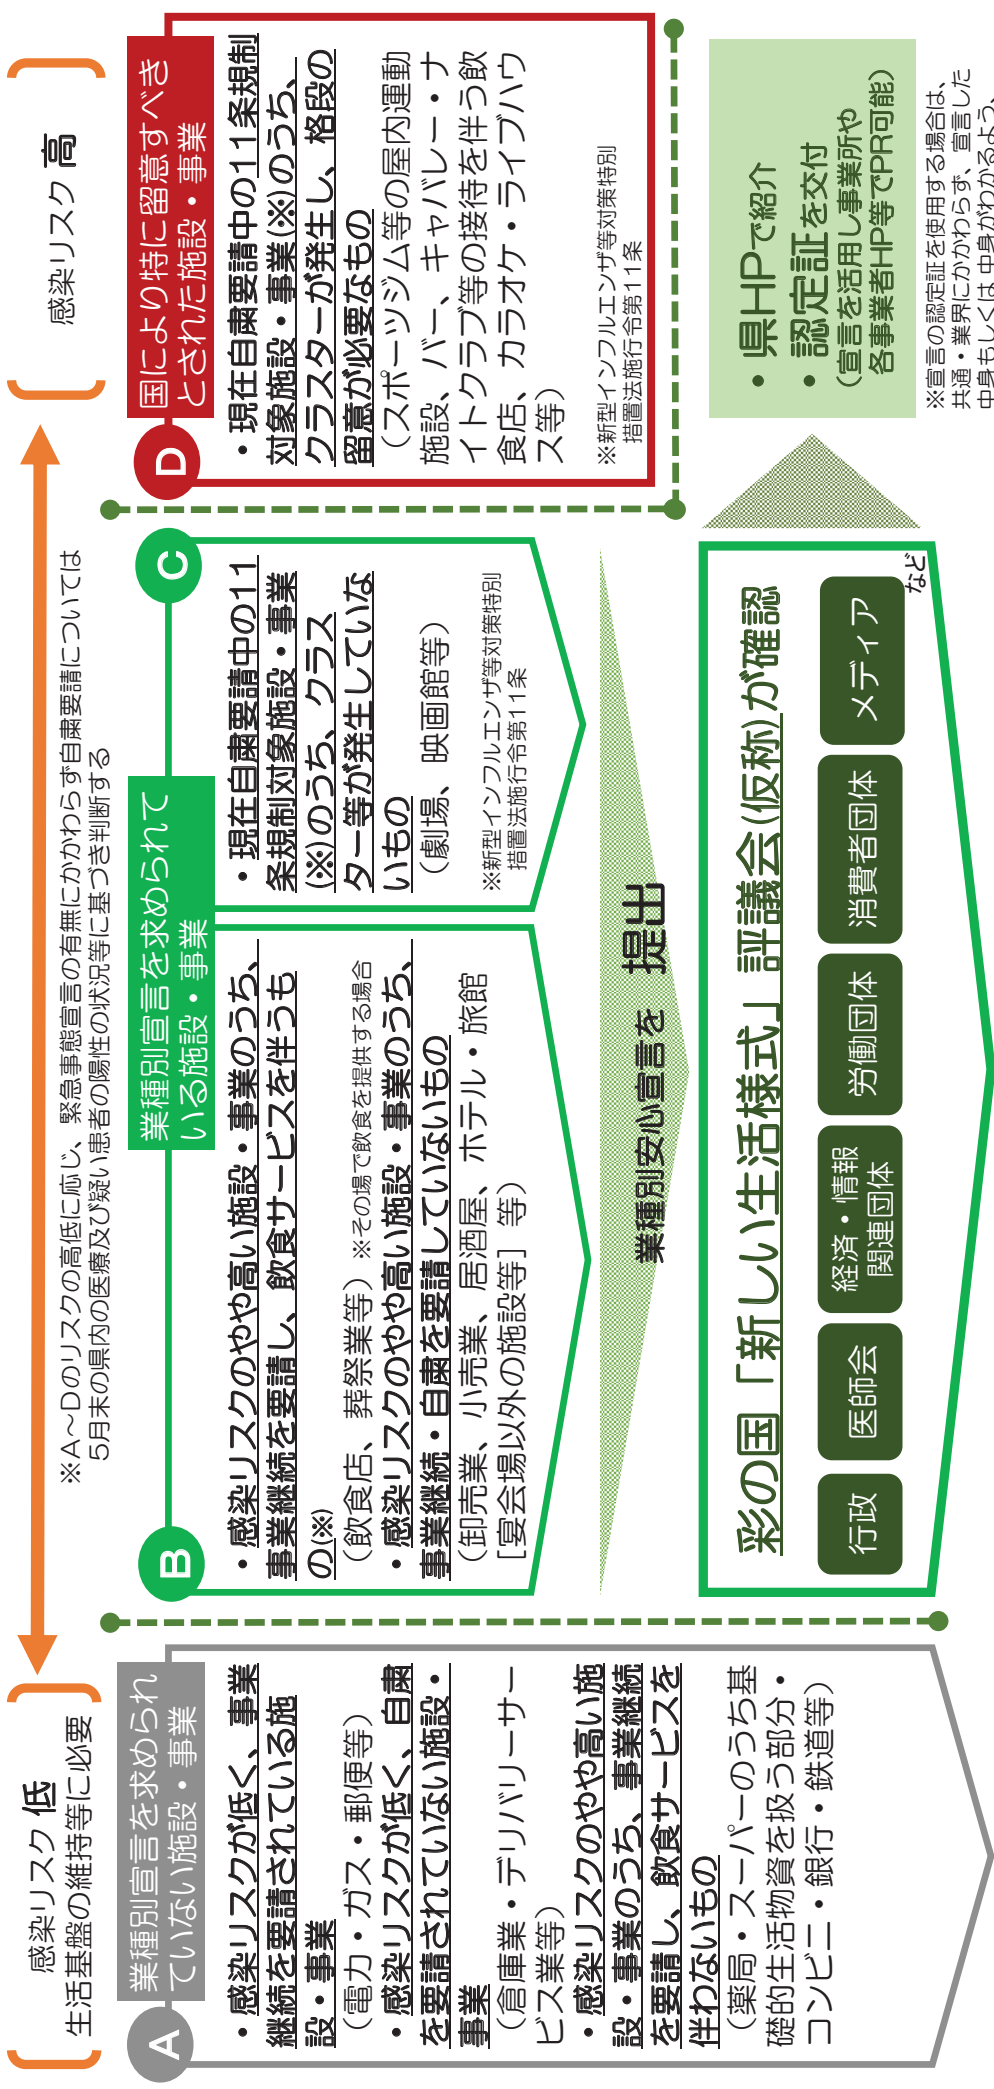 感染リスク 低
生活基盤の維持等に必要
感染リスク 高
※A～Dのリスクの高低に応じ、緊急事態宣言の有無にかかわらず自粛要請については
5月末の県内の医療及び疑い患者の陽性の状況等に基づき判断する
A
業種別宣言を求められ
ていない施設・事業
・感染リスクが低く、事業
継続を要請されている施
設・事業
（電力・ガス・郵便等）
・感染リスクが低く、自粛
を要請されていない施設・
事業
（倉庫業・デリバリーサー
ビス業等）
・感染リスクのやや高い施
設・事業のうち、事業継続
を要請し、飲食サービスを
伴わないもの
（薬局・スーパーのうち基
礎的生活物資を扱う部分・
コンビニ・銀行・鉄道等）
業種別宣言を求められて
いる施設・事業
B
・感染リスクのやや高い施設・事業のうち、
事業継続を要請し、飲食サービスを伴うも
の(※)
（飲食店、葬祭業等）※その場で飲食を提供する場合
・感染リスクのやや高い施設・事業のうち、
事業継続・自粛を要請していないもの
（卸売業、小売業、居酒屋、ホテル・旅館
［宴会場以外の施設等］等）
C
・現在自粛要請中の11
条規制対象施設・事業
(※)のうち、クラス
ター等が発生していな
いもの
（劇場、映画館等）
※新型インフルエンザ等対策特別
措置法施行令第11条
D
国により特に留意すべき
とされた施設・事業
・現在自粛要請中の11条規制
対象施設・事業(※)のうち、
クラスターが発生し、格段の
留意が必要なもの
（スポーツジム等の屋内運動
施設、バー、キャバレー・ナ
イトクラブ等の接待を伴う飲
食店、カラオケ・ライブハウ
ス等）
※新型インフルエンザ等対策特別
措置法施行令第11条
業種別安心宣言を 提出
彩の国「新しい生活様式」評議会(仮称)が確認
行政
医師会
経済・情報
関連団体
労働団体
消費者団体
メディア
など
・県HPで紹介
・認定証を交付
（宣言を活用し事業所や
各事業者HP等でPR可能）
※宣言の認定証を使用する場合は、
共通・業界にかかわらず、宣言した
中身もしくは中身がわかるよう、